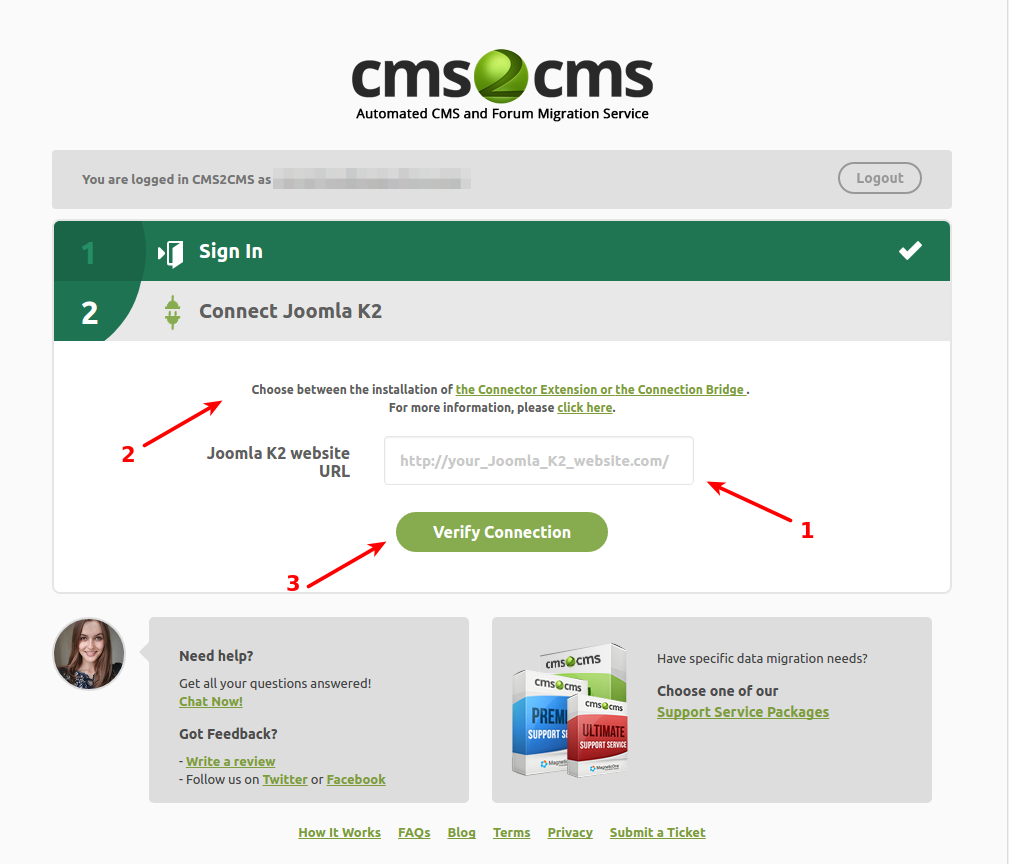 cms2cms
Automated CMS and Forum Migration Service
You are logged in CMS2CMS as
Logout
1
Sign In
2
Connect Joomla K2
Choose between the installation of the Connector Extension or the Connection Bridge .
For more information, please click here.
2
Joomla K2 website
URL
http://your_Joomla_K2_website.com/
1
Verify Connection
3
Need help?
Get all your questions answered!
Chat Now!
Got Feedback?
- Write a review
- Follow us on Twitter or Facebook
cms2cms
cms2cms
PREMI
SUPPORT S
cms2cms
ULTIMATE
SUPPORT SERVICE
MagneticOne
Have specific data migration needs?
Choose one of our
Support Service Packages
How It Works FAQs Blog Terms Privacy Submit a Ticket